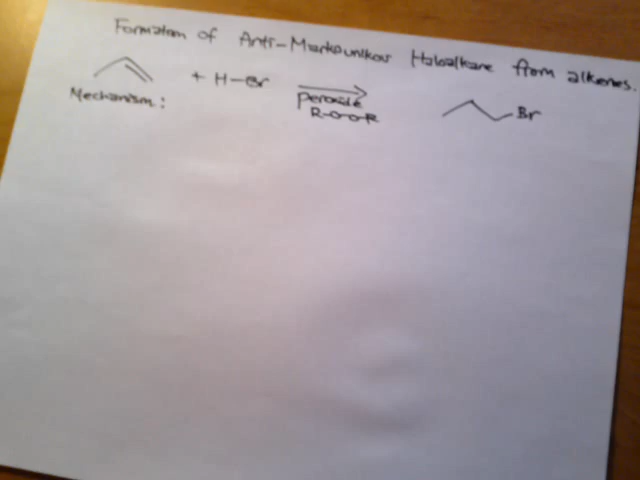 Formation of Anti-Markovnikov Haloalkane from alkenes.
+ H-Br
Peroxide
R-O-O-R
Br
Mechanism: